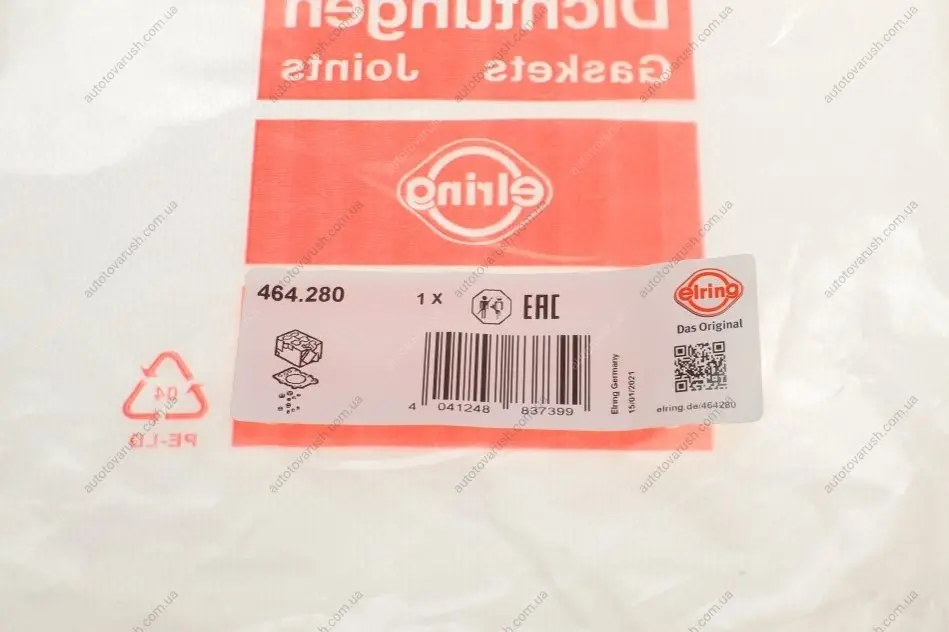 Dichtungen
Gaskets Joints
elring
464.280
1 X
EAC
elring
Das Original
4 041248 837399
Elring Germany
15/01/2021
elring.de/464280
04
PE-LD
autotovarush.com.ua